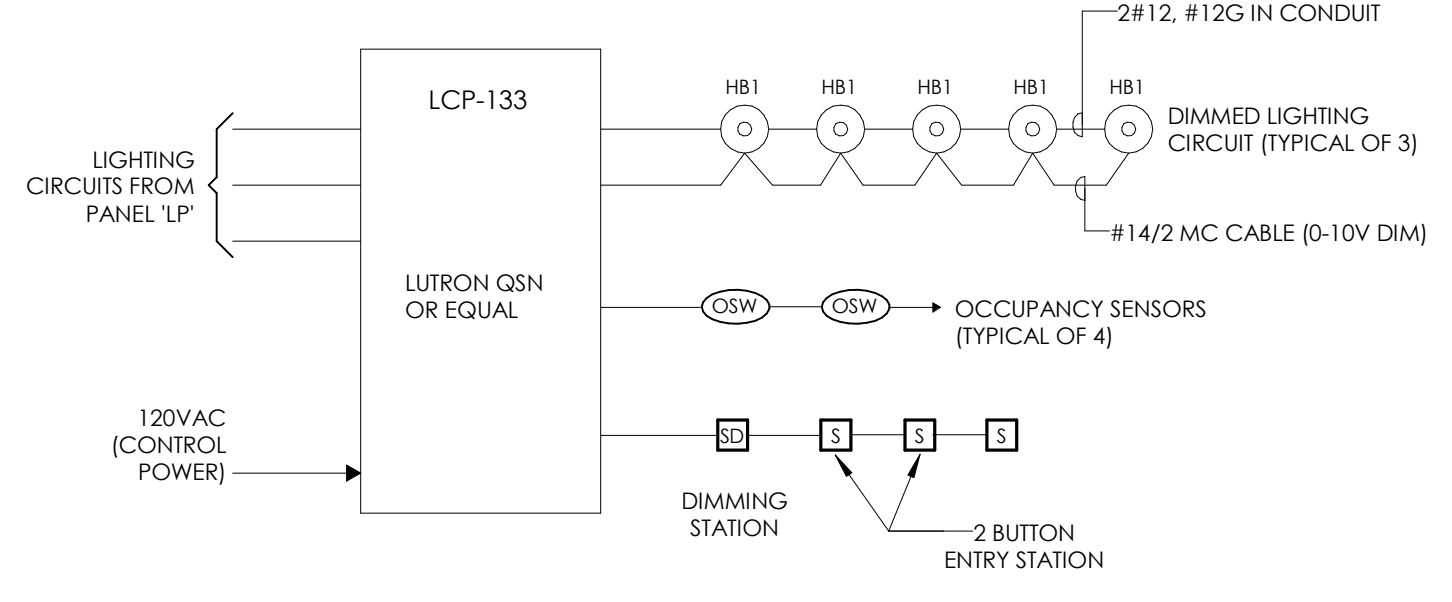 2#12, #12G IN CONDUIT
LCP-133
HB1 HB1 HB1 HB1 HB1
DIMMED LIGHTING
CIRCUIT (TYPICAL OF 3)
LIGHTING
CIRCUITS FROM
PANEL 'LP'
#14/2 MC CABLE (0-10V DIM)
LUTRON QSN
OR EQUAL
OSW OSW
OCCUPANCY SENSORS
(TYPICAL OF 4)
120VAC
(CONTROL
POWER)
SD S S S
DIMMING
STATION
2 BUTTON
ENTRY STATION